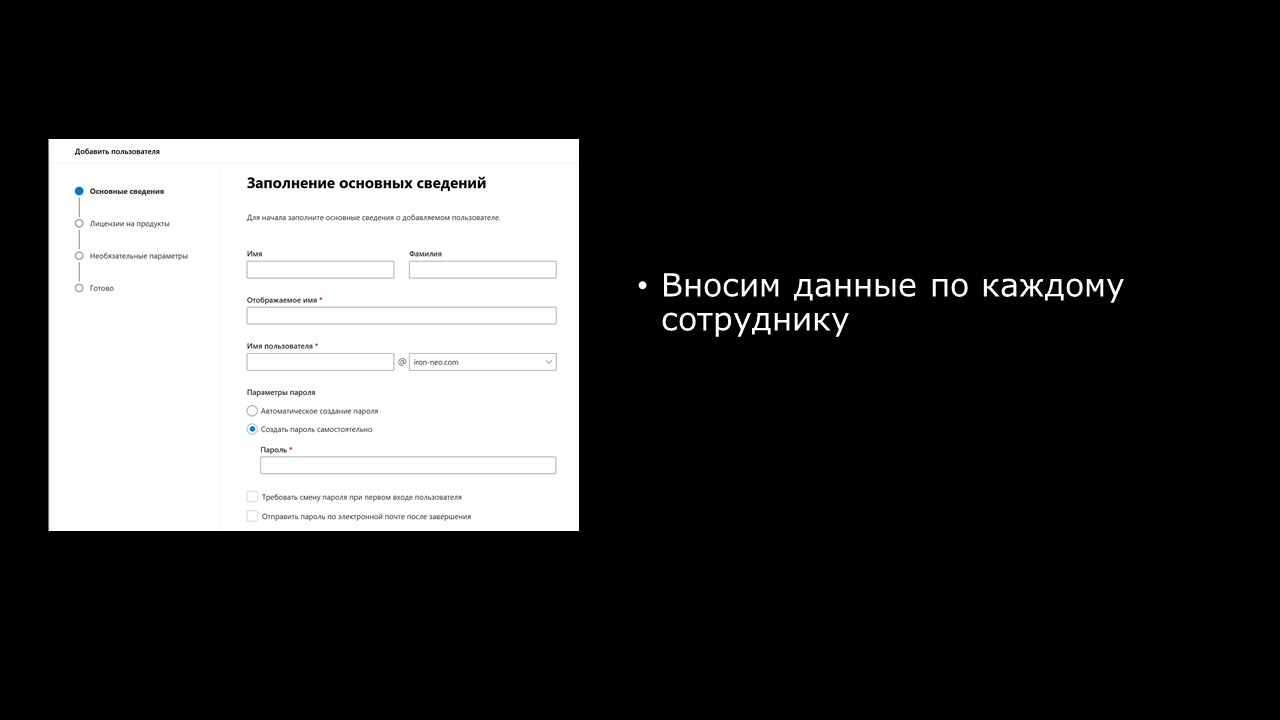 Добавить пользователя
Основные сведения
Лицензии на продукты
Необязательные параметры
Готово
Заполнение основных сведений
Для начала заполните основные сведения о добавляемом пользователе.
Имя Фамилия
Отображаемое имя *
Имя пользователя *
@ iron-neo.com
Параметры пароля
Автоматическое создание пароля
Создать пароль самостоятельно
Пароль *
Требовать смену пароля при первом входе пользователя
Отправить пароль по электронной почте после завершения
• Вносим данные по каждому
сотруднику